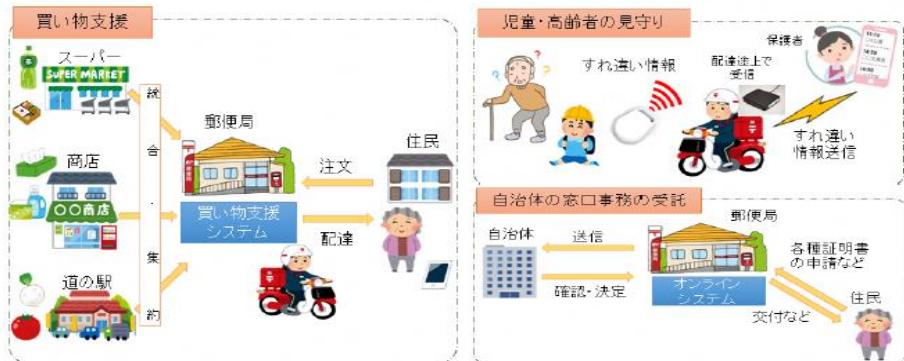 買い物支援
スーパー
SUPER MARKET
商店
〇〇商店
道の駅
統合・集約
郵便局
買い物支援
システム
注文
配達
住民
児童・高齢者の見守り
すれ違い情報
配達途上で
受信
保護者
すれ違い
情報送信
自治体の窓口事務の受託
自治体
送信
確認・決定
郵便局
オンライン
システム
各種証明書
の申請など
交付など
住民